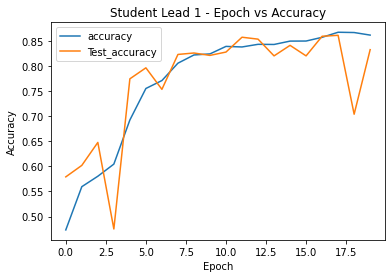 Student Lead 1 - Epoch vs Accuracy
accuracy
Test_accuracy
0.85
0.80
0.75
0.70
0.65
0.60
0.55
0.50
Accuracy
0.0 2.5 5.0 7.5 10.0 12.5 15.0 17.5
Epoch